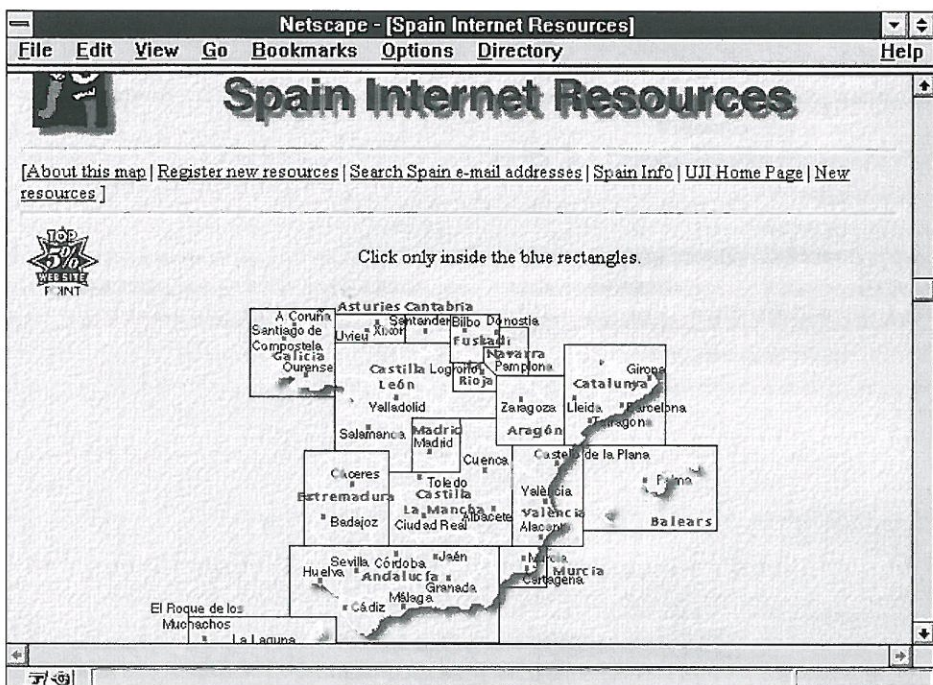 Netscape - [Spain Internet Resources]
File Edit View Go Bookmarks Options Directory Help
Spain Internet Resources
[About this map | Register new resources | Search Spain e-mail addresses | Spain Info | UJI Home Page | New
resources ]
TOP
5%
WEB SITE
POINT
Click only inside the blue rectangles.
Asturies Cantabria
A Coruña
Santiago de
Compostela
Galicia
Ourense
Uvieu
Xixon
Santander
Bilbo
Donostia
Euskadi
Navarra
Pamplona
Castilla
León
Logroño
Rioja
Valladolid
Salamanca
Zaragoza
Aragón
Catalunya
Girona
Lleida
Barcelona
Tarragona
Madrid
Madrid
Cuenca
Castelló de la Plana
Cáceres
Extremadura
Badajoz
Toledo
Castilla
La Mancha
Ciudad Real
Albacete
València
València
Alacant
Palma
Balears
Murcia
Murcia
Cartagena
Sevilla
Córdoba
Jaén
Huelva
Andalucía
Granada
Málaga
Cádiz
El Roque de los
Muchachos
La Laguna